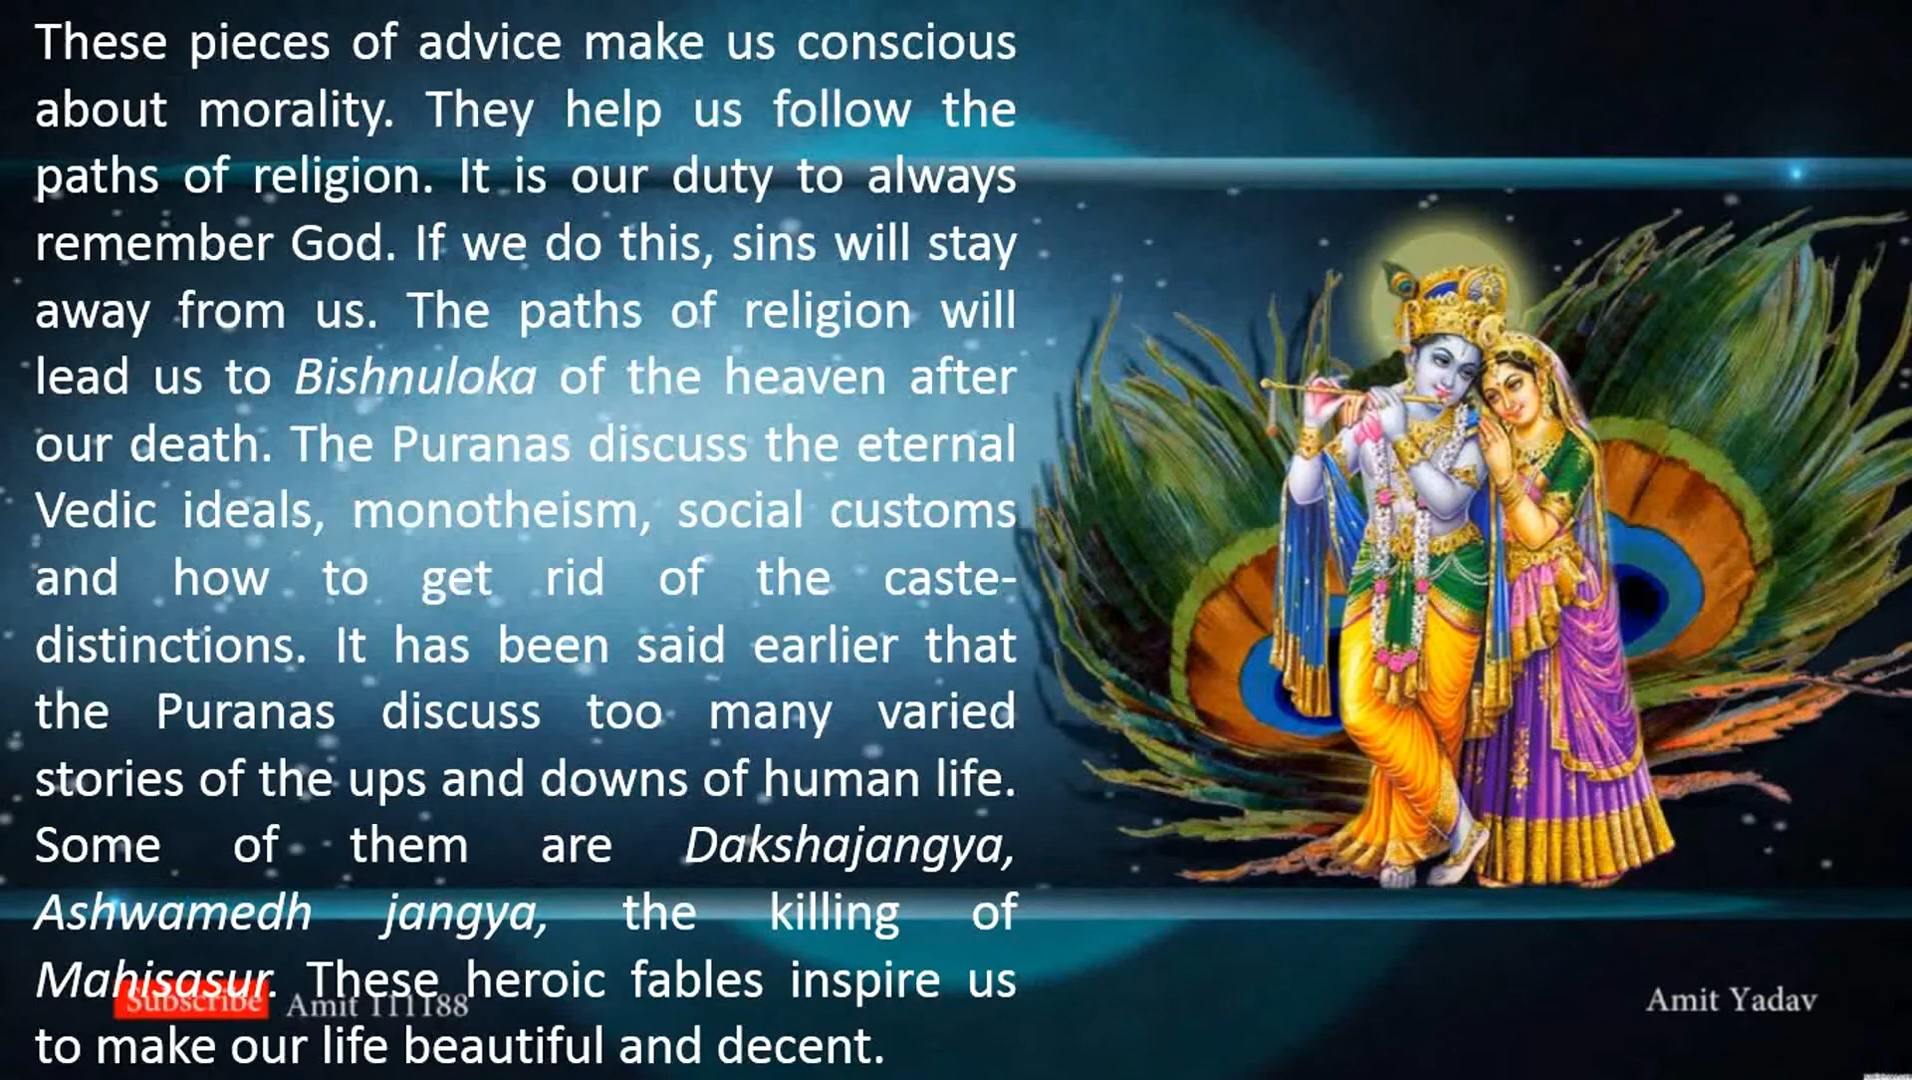 These pieces of advice make us conscious
about morality. They help us follow the
paths of religion. It is our duty to always
remember God. If we do this, sins will stay
away from us. The paths of religion will
lead us to Bishnuloka of the heaven after
our death. The Puranas discuss the eternal
Vedic ideals, monotheism, social customs
and how to get rid of the caste-
distinctions. It has been said earlier that
the Puranas discuss too many varied
stories of the ups and downs of human life.
Some of them are Dakshajangya,
Ashwamedh jangya, the killing of
Mahisasur. These heroic fables inspire us
to make our life beautiful and decent.
Subscribe Amit 111188
Amit Yadav